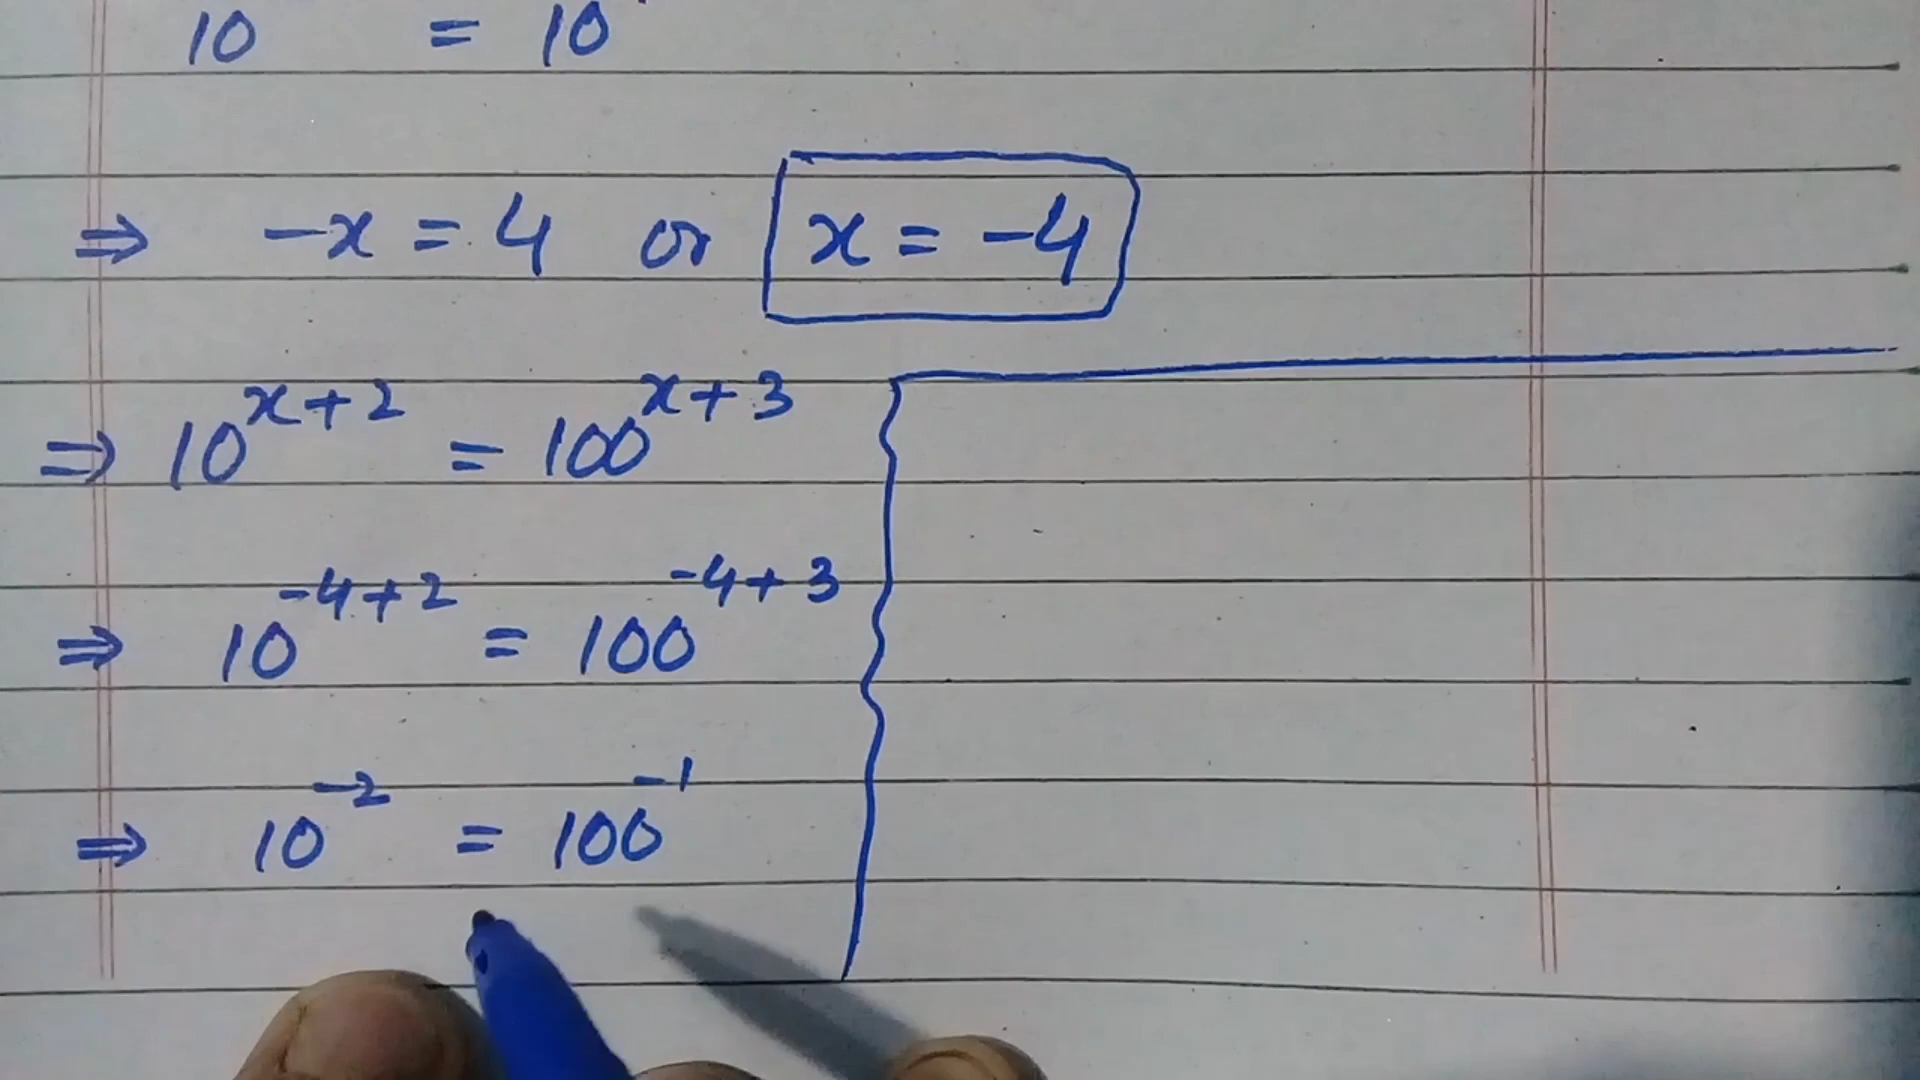 10 = 10
⇒ -x = 4 or x = -4
⇒ 10^{x+2} = 100^{x+3}
⇒ 10^{-4+2} = 100^{-4+3}
⇒ 10^{-2} = 100^{-1}